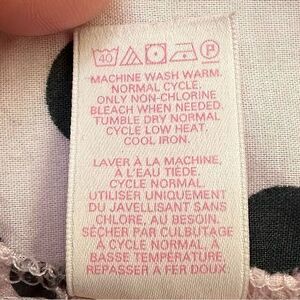 40 P
MACHINE WASH WARM.
NORMAL CYCLE.
ONLY NON-CHLORINE
BLEACH WHEN NEEDED.
TUMBLE DRY NORMAL
CYCLE LOW HEAT.
COOL IRON.
LAVER À LA MACHINE,
À L'EAU TIÈDE.
CYCLE NORMAL.
UTILISER UNIQUEMENT
DU JAVELLISANT SANS
CHLORE, AU BESOIN.
SÉCHER PAR CULBUTAGE
À CYCLE NORMAL, À
BASSE TEMPÉRATURE.
REPASSER À FER DOUX.